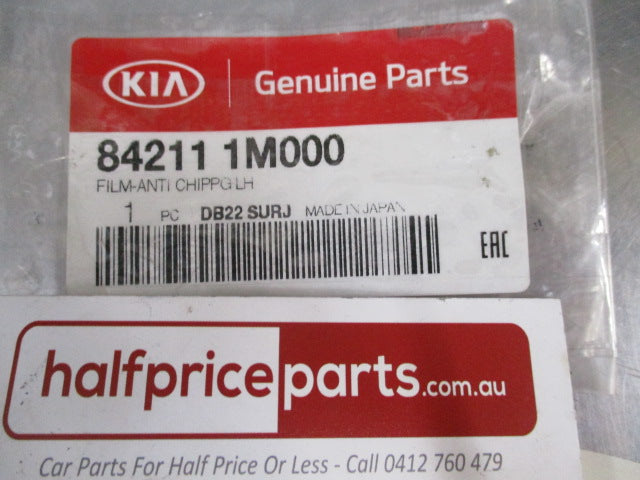 KIA Genuine Parts
84211 1M000
FILM-ANTI CHIPPG LH
1 PC DB22 SURJ MADE IN JAPAN
EAC
halfpriceparts.com.au
Car Parts For Half Price Or Less - Call 0412 760 479